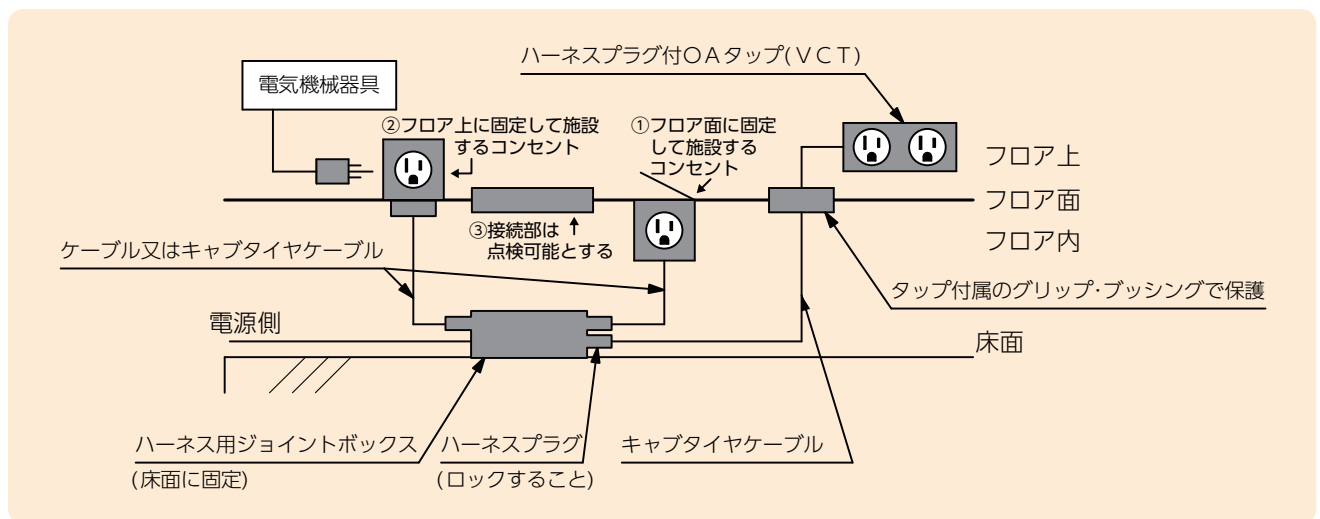 ハーネスプラグ付OAタップ(VCT)
電気機械器具
②フロア上に固定して施設
するコンセント
①フロア面に固定
して施設する
コンセント
フロア上
フロア面
フロア内
③接続部は
点検可能とする
ケーブル又はキャブタイヤケーブル
タップ付属のグリップ・ブッシングで保護
電源側
床面
ハーネス用ジョイントボックス
(床面に固定)
ハーネスプラグ
(ロックすること)
キャブタイヤケーブル